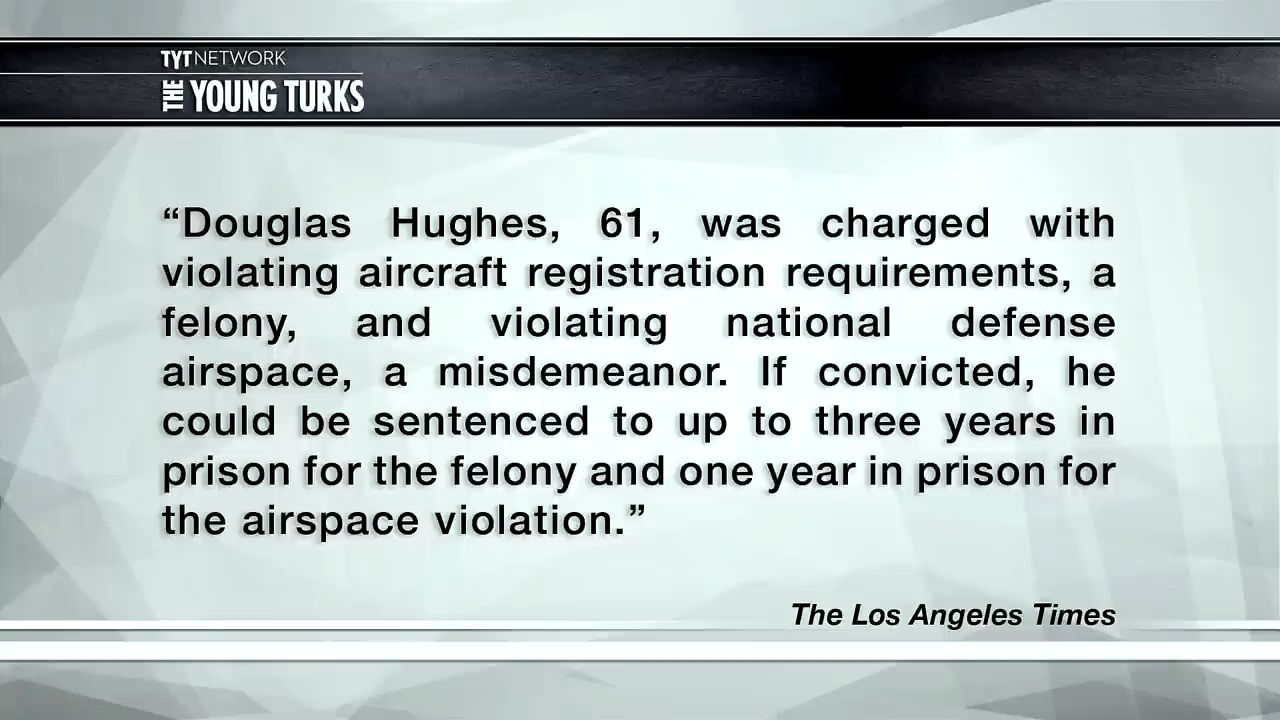 TYTNETWORK
THE YOUNG TURKS
“Douglas Hughes, 61, was charged with
violating aircraft registration requirements, a
felony, and violating national defense
airspace, a misdemeanor. If convicted, he
could be sentenced to up to three years in
prison for the felony and one year in prison for
the airspace violation.”
The Los Angeles Times